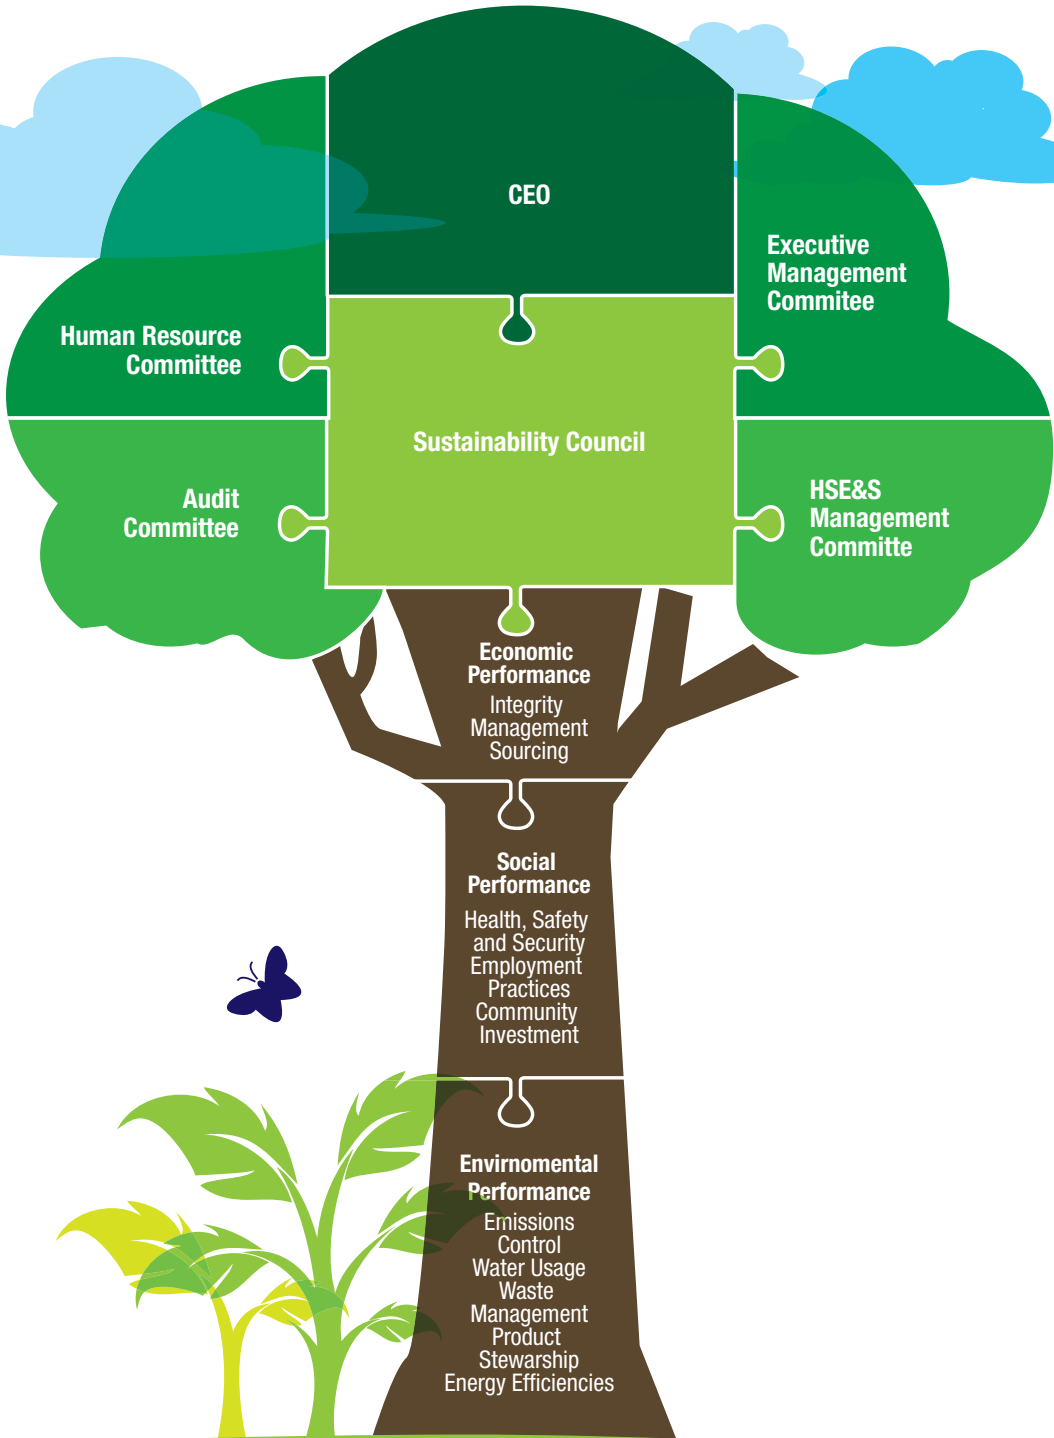 CEO
Executive
Management
Commitee
Human Resource
Committee
Sustainability Council
Audit
Committee
HSE&S
Management
Committe
Economic
Performance
Integrity
Management
Sourcing
Social
Performance
Health, Safety
and Security
Employment
Practices
Community
Investment
Envirnomental
Performance
Emissions
Control
Water Usage
Waste
Management
Product
Stewarship
Energy Efficiencies